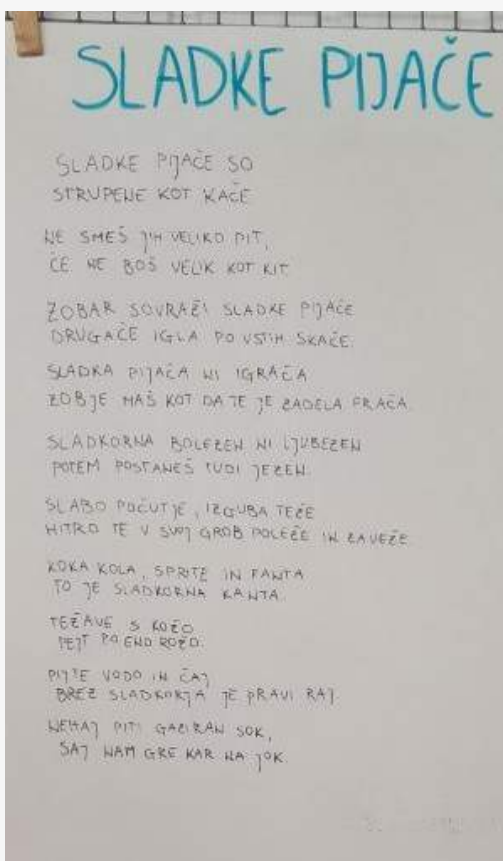 SLADKE PIJAČE
SLADKE PIJAČE SO
STRUPENE KOT KAČE
NE SMEŠ JIH VELIKO PIT,
ČE NE BOŠ VELIK KOT KIT.
ZOBAR SOVRAŽI SLADKE PIJAČE
DRUGAČE IGLA PO USTIH SKAČE.
SLADKA PIJAČA NI IGRAČA
ZOBJE MAŠ KOT DA TE JE ZADELA FRAČA.
SLADKORNA BOLEZEN NI LJUBEZEN
POTEM POSTANEŠ TUDI JEZEN.
SLABO POČUTJE, IZGUBA TEŽE
HITRO TE V SVOJ GROB POLEŽE IN ZAVEŽE.
KOKA KOLA, SPRITE IN FANTA
TO JE SLADKORNA KANTA.
TEŽAVE S KOŽO
PEJT PO ENO ROŽO.
PIJTE VODO IN ČAJ
BREZ SLADKORJA JE PRAVI RAJ.
NEHAJ PITI GAZIRAN SOK,
SAJ NAM GRE KAR NA JOK.